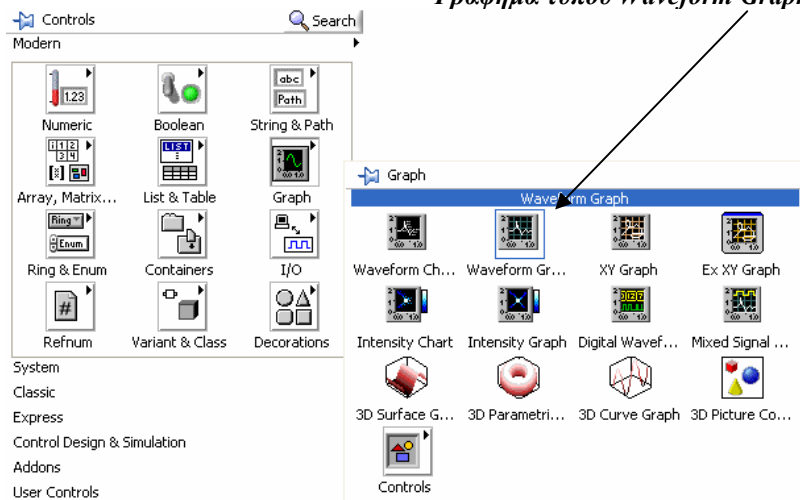 Γράφημα τύπου Waveform Graph
Controls
Search
Modern
1.23
abc
Path
Numeric
Boolean
String & Path
LIST
Array, Matrix...
List & Table
Graph
Ring
Enum
Ring & Enum
Containers
I/O
#
Refnum
Variant & Class
Decorations
System
Classic
Express
Control Design & Simulation
Addons
User Controls
Graph
Waveform Graph
Waveform Ch...
Waveform Gr...
XY Graph
Ex XY Graph
Intensity Chart
Intensity Graph
Digital Wavef...
Mixed Signal ...
3D Surface G...
3D Parametri...
3D Curve Graph
3D Picture Co...
Controls